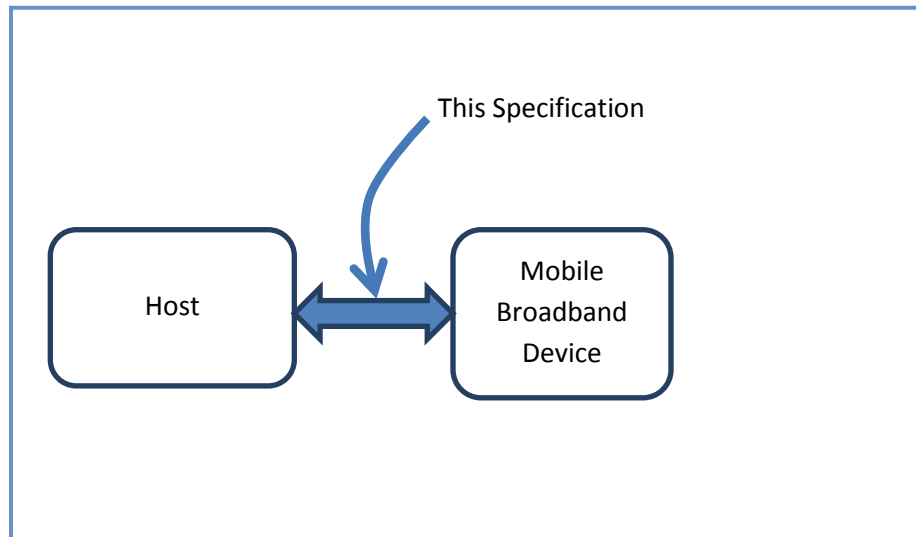 This Specification
Host
Mobile
Broadband
Device